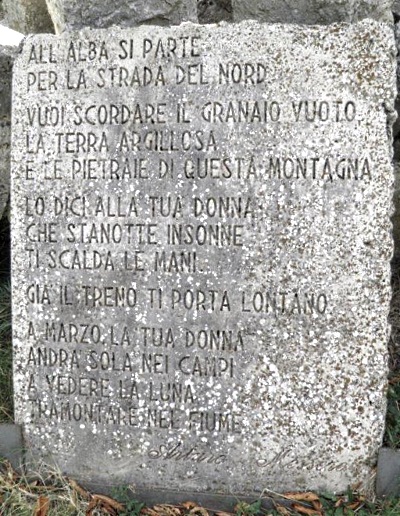 ALL'ALBA SI PARTE
PER LA STRADA DEL NORD
VUOI SCORDARE IL GRANAIO VUOTO
LA TERRA ARGILLOSA
E LE PIETRAIE DI QUESTA MONTAGNA
LO DICI ALLA TUA DONNA
CHE STANOTTE INSONNE
TI SCALDA LE MANI...
GIÀ IL TRENO TI PORTA LONTANO
A MARZO LA TUA DONNA
ANDRÀ SOLA NEI CAMPI
A VEDERE LA LUNA
TRAMONTARE NEL FIUME
Arturo